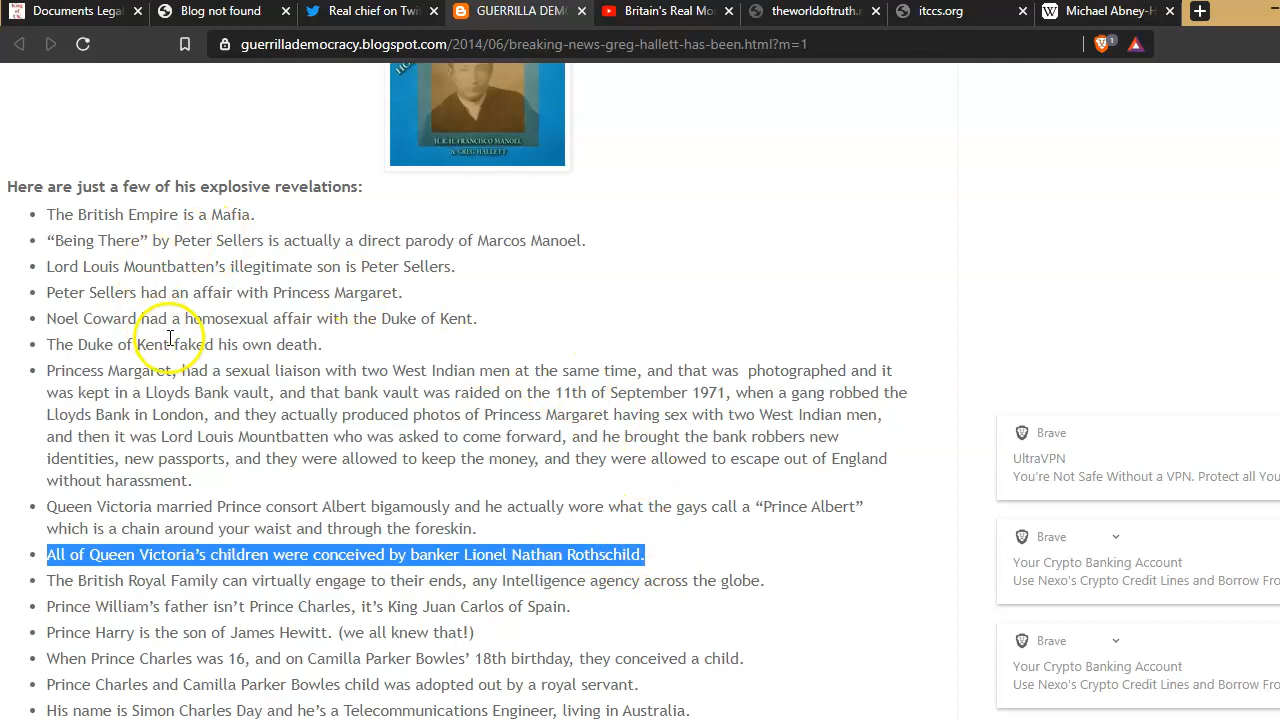 King of UK
Documents Legal
Blog not found
Real chief on Twi
GUERRILLA DEM
Britain's Real Mo
theworldoftruth.
itccs.org
W
Michael Abney-H
guerrillademocracy.blogspot.com/2014/06/breaking-news-greg-hallett-has-been.html?m=1
1
H.R.H. FRANCISCO MANOEL
& GREG HALLETT
Here are just a few of his explosive revelations:
• The British Empire is a Mafia.
• “Being There” by Peter Sellers is actually a direct parody of Marcos Manoel.
• Lord Louis Mountbatten’s illegitimate son is Peter Sellers.
• Peter Sellers had an affair with Princess Margaret.
• Noel Coward had a homosexual affair with the Duke of Kent.
• The Duke of Kent faked his own death.
• Princess Margaret, had a sexual liaison with two West Indian men at the same time, and that was photographed and it
was kept in a Lloyds Bank vault, and that bank vault was raided on the 11th of September 1971, when a gang robbed the
Lloyds Bank in London, and they actually produced photos of Princess Margaret having sex with two West Indian men,
and then it was Lord Louis Mountbatten who was asked to come forward, and he brought the bank robbers new
identities, new passports, and they were allowed to keep the money, and they were allowed to escape out of England
without harassment.
• Queen Victoria married Prince consort Albert bigamously and he actually wore what the gays call a “Prince Albert”
which is a chain around your waist and through the foreskin.
• All of Queen Victoria’s children were conceived by banker Lionel Nathan Rothschild.
• The British Royal Family can virtually engage to their ends, any Intelligence agency across the globe.
• Prince William’s father isn’t Prince Charles, it’s King Juan Carlos of Spain.
• Prince Harry is the son of James Hewitt. (we all knew that!)
• When Prince Charles was 16, and on Camilla Parker Bowles’ 18th birthday, they conceived a child.
• Prince Charles and Camilla Parker Bowles child was adopted out by a royal servant.
• His name is Simon Charles Day and he’s a Telecommunications Engineer, living in Australia.
Brave
UltraVPN
You’re Not Safe Without a VPN. Protect all You
Brave
Your Crypto Banking Account
Use Nexo's Crypto Credit Lines and Borrow Fro
Brave
Your Crypto Banking Account
Use Nexo's Crypto Credit Lines and Borrow Fro